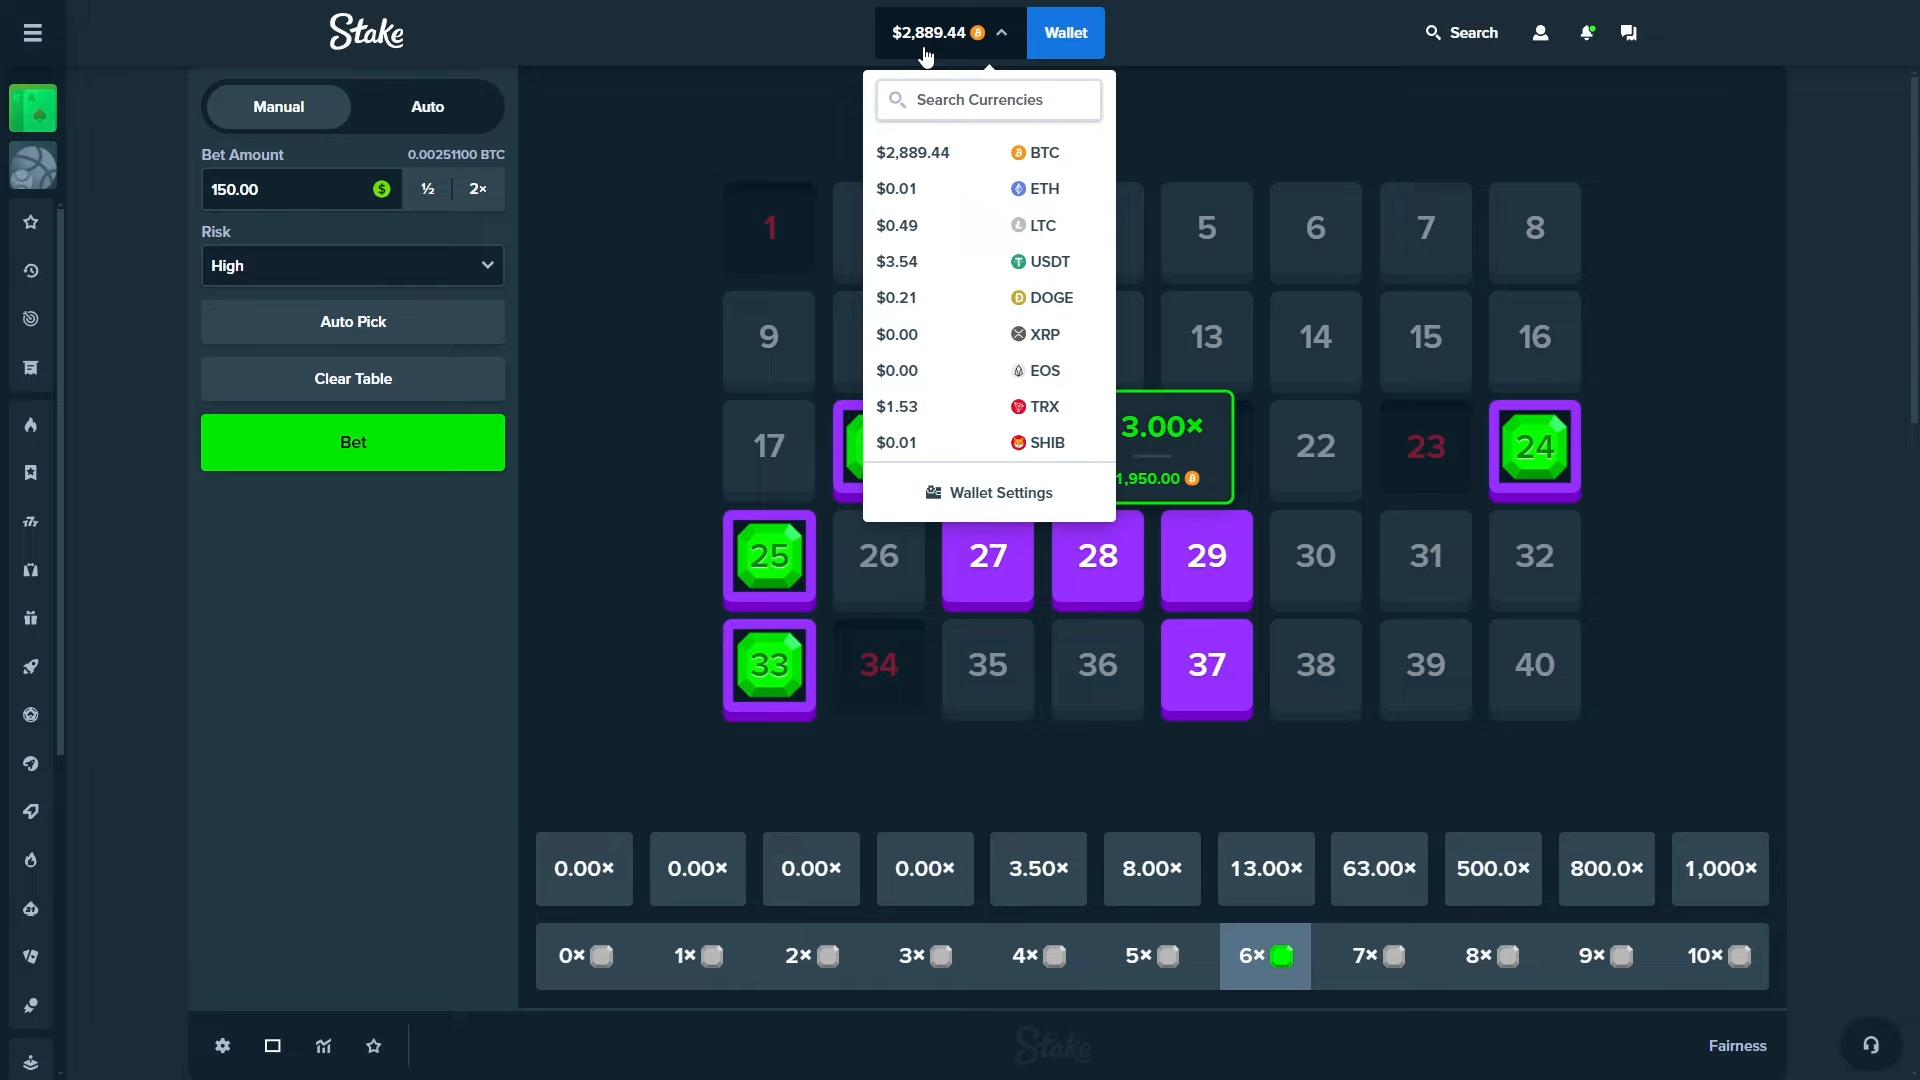 Stake
$2,889.44
Wallet
Search
Manual
Auto
Bet Amount
0.00251100 BTC
150.00
$
½
2×
Risk
High
Auto Pick
Clear Table
Bet
Search Currencies
$2,889.44 BTC
$0.01 ETH
$0.49 LTC
$3.54 USDT
$0.21 DOGE
$0.00 XRP
$0.00 EOS
$1.53 TRX
$0.01 SHIB
Wallet Settings
1 5 6 7 8
9 13 14 15 16
17 22 23 24
3.00×
1,950.00
25 26 27 28 29 30 31 32
33 34 35 36 37 38 39 40
0.00× 0.00× 0.00× 0.00× 3.50× 8.00× 13.00× 63.00× 500.0× 800.0× 1,000×
0× 1× 2× 3× 4× 5× 6× 7× 8× 9× 10×
Stake
Fairness